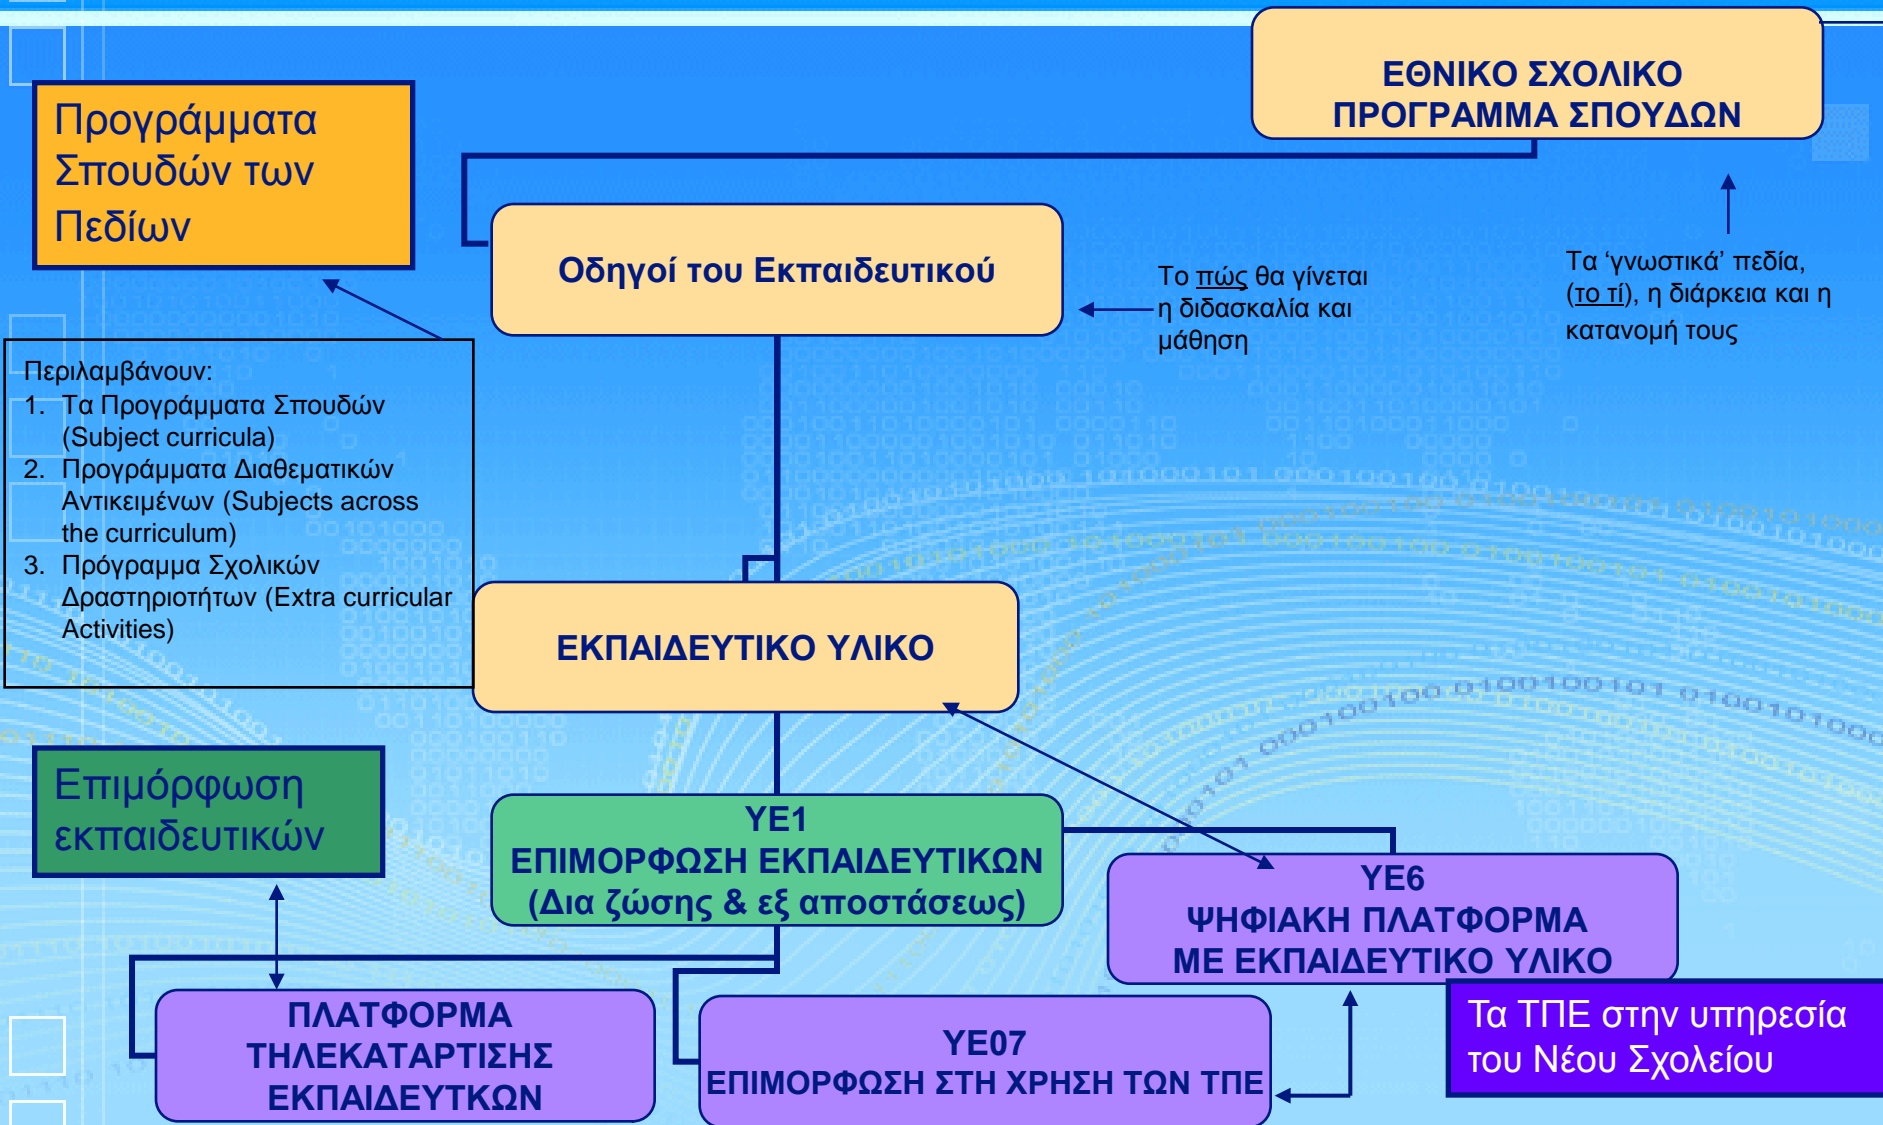 ΕΘΝΙΚΟ ΣΧΟΛΙΚΟ
ΠΡΟΓΡΑΜΜΑ ΣΠΟΥΔΩΝ
Προγράμματα
Σπουδών των
Πεδίων
Οδηγοί του Εκπαιδευτικού
Το πώς θα γίνεται
η διδασκαλία και
μάθηση
Τα ‘γνωστικά’ πεδία,
(το τί), η διάρκεια και η
κατανομή τους
Περιλαμβάνουν:
1. Τα Προγράμματα Σπουδών
(Subject curricula)
2. Προγράμματα Διαθεματικών
Αντικειμένων (Subjects across
the curriculum)
3. Πρόγραμμα Σχολικών
Δραστηριοτήτων (Extra curricular
Activities)
ΕΚΠΑΙΔΕΥΤΙΚΟ ΥΛΙΚΟ
Επιμόρφωση
εκπαιδευτικών
ΥΕ1
ΕΠΙΜΟΡΦΩΣΗ ΕΚΠΑΙΔΕΥΤΙΚΩΝ
(Δια ζώσης & εξ αποστάσεως)
ΥΕ6
ΨΗΦΙΑΚΗ ΠΛΑΤΦΟΡΜΑ
ΜΕ ΕΚΠΑΙΔΕΥΤΙΚΟ ΥΛΙΚΟ
ΠΛΑΤΦΟΡΜΑ
ΤΗΛΕΚΑΤΑΡΤΙΣΗΣ
ΕΚΠΑΙΔΕΥΤΚΩΝ
ΥΕ07
ΕΠΙΜΟΡΦΩΣΗ ΣΤΗ ΧΡΗΣΗ ΤΩΝ ΤΠΕ
Τα ΤΠΕ στην υπηρεσία
του Νέου Σχολείου